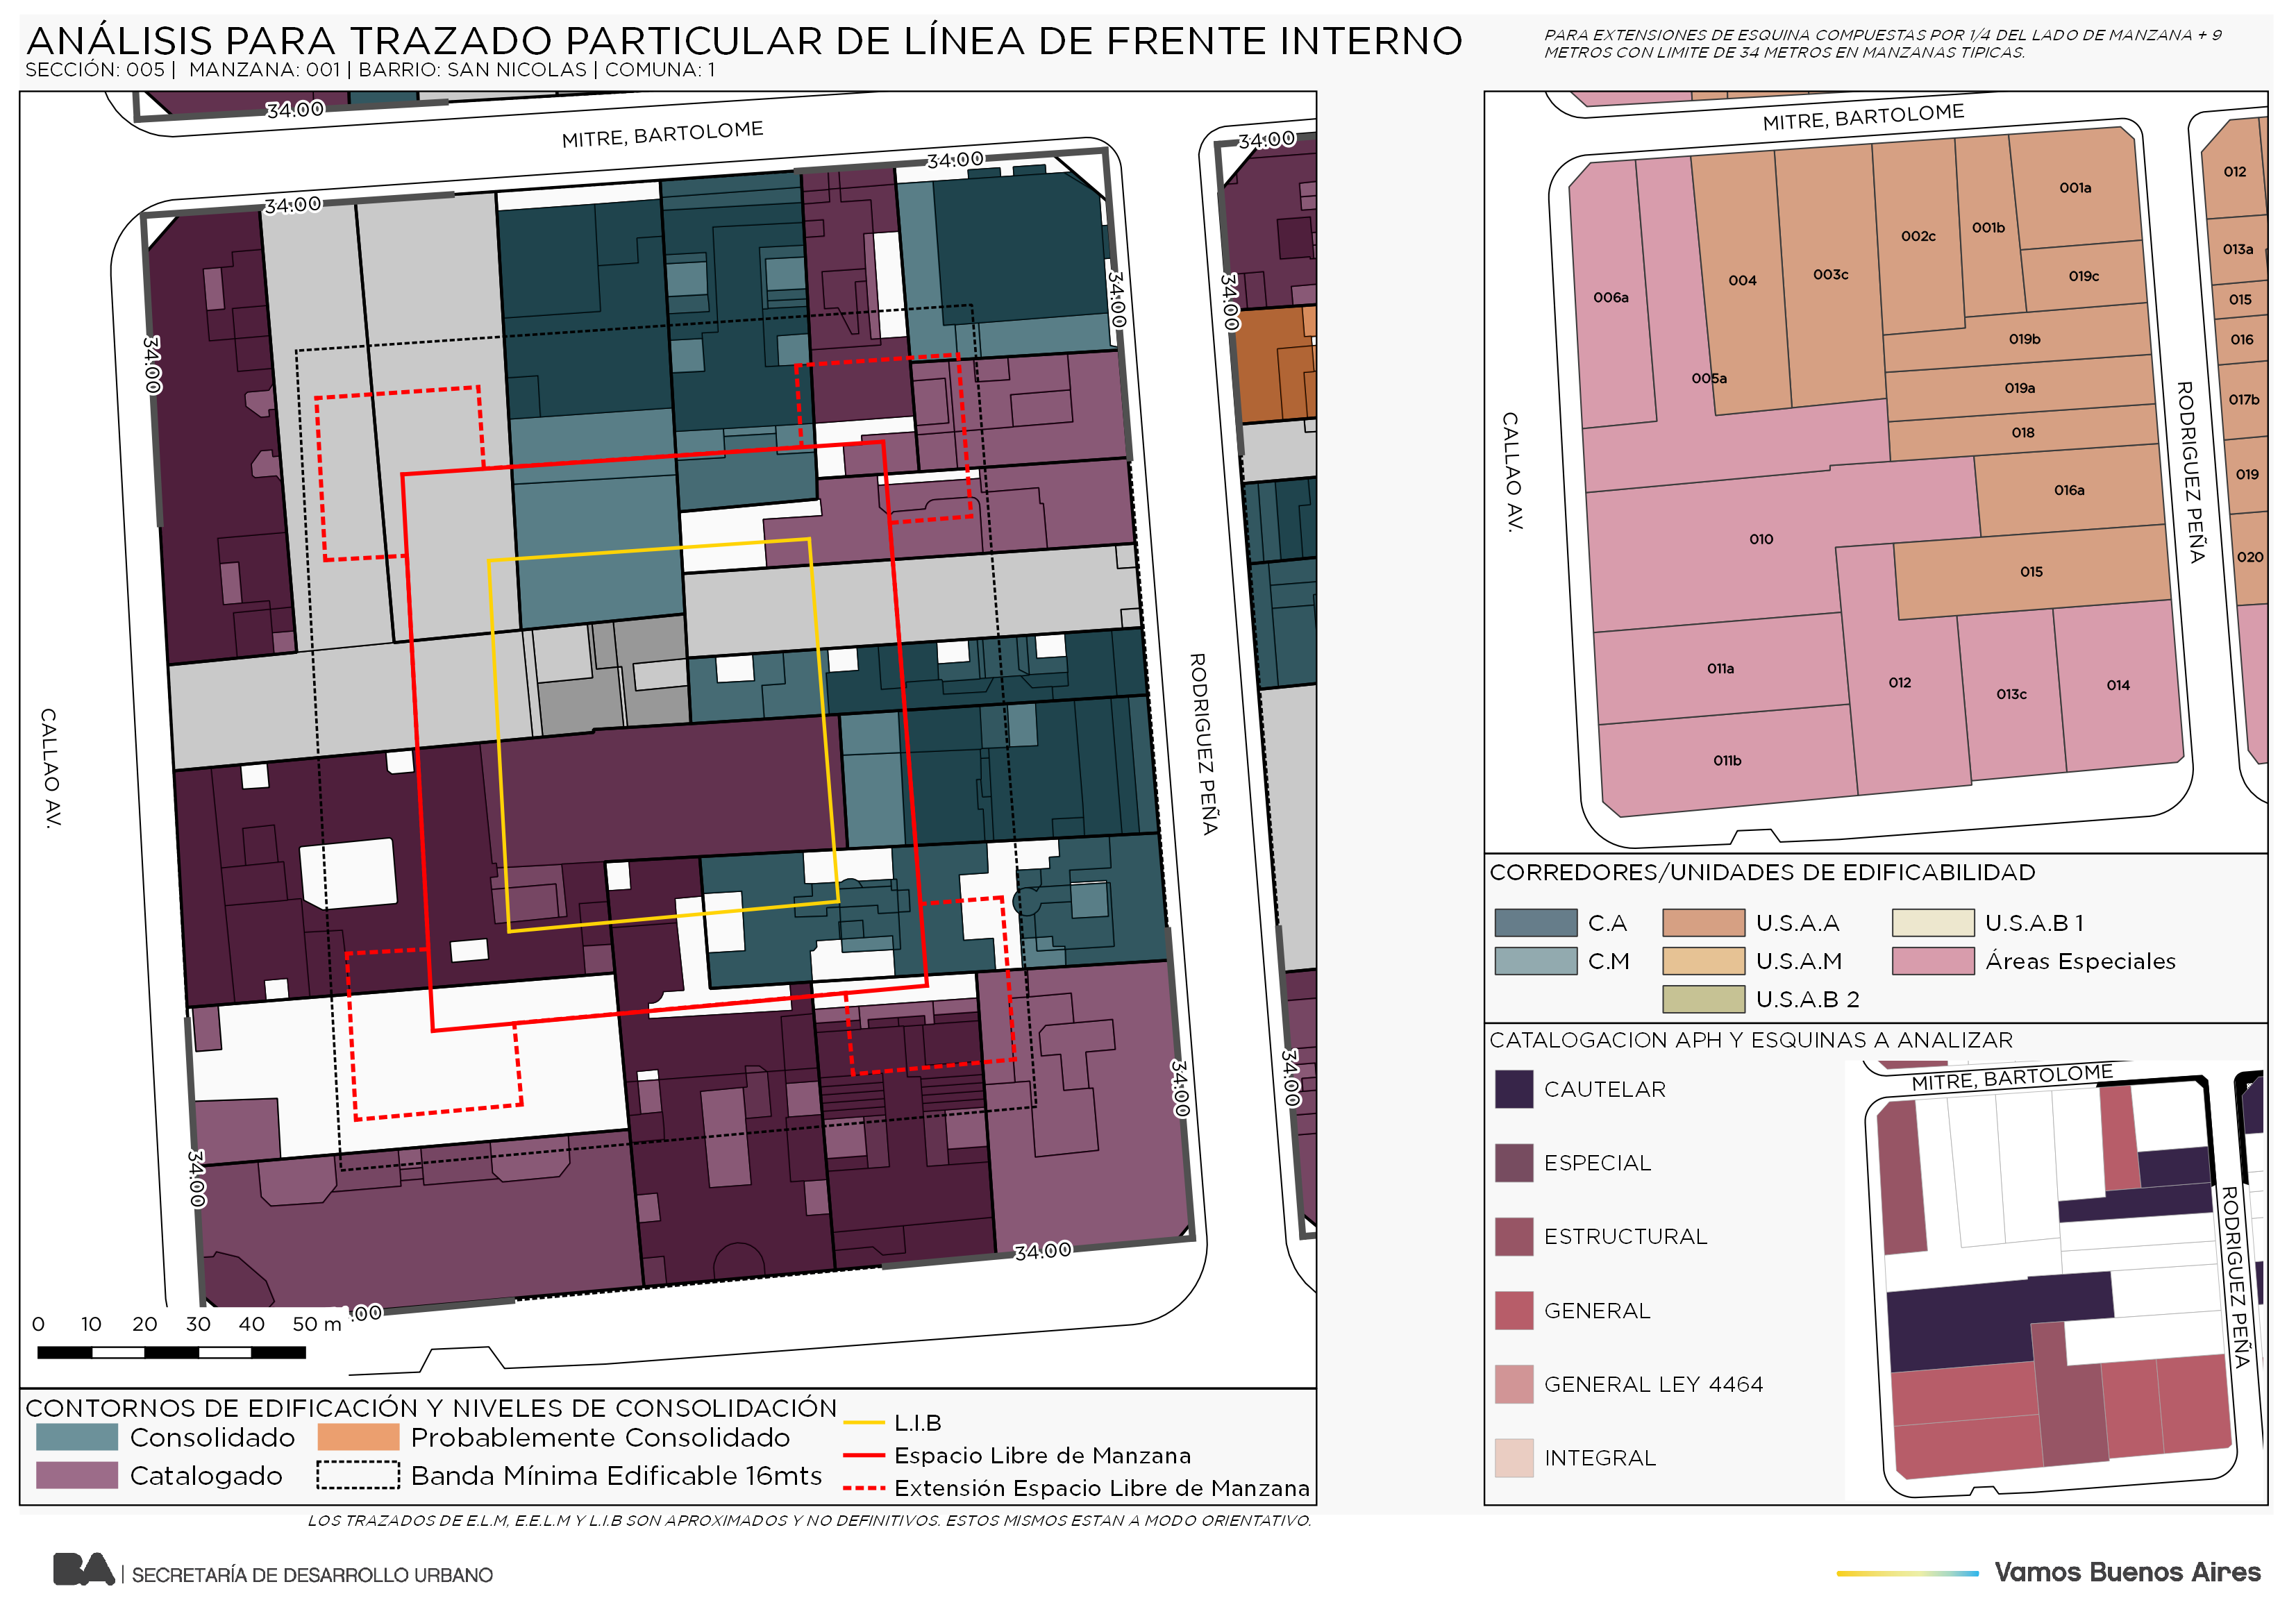 ANÁLISIS PARA TRAZADO PARTICULAR DE LÍNEA DE FRENTE INTERNO
SECCIÓN: 005 | MANZANA: 001 | BARRIO: SAN NICOLAS | COMUNA: 1
PARA EXTENSIONES DE ESQUINA COMPUESTAS POR 1/4 DEL LADO DE MANZANA + 9
METROS CON LIMITE DE 34 METROS EN MANZANAS TIPICAS.
34.00
MITRE, BARTOLOME
34.00
34.00
34.00
34.00
34.00
34.00
CALLAO AV.
RODRIGUEZ PEÑA
34.00
34.00
34.00
34.00
.00
0 10 20 30 40 50 m
CONTORNOS DE EDIFICACIÓN Y NIVELES DE CONSOLIDACIÓN
Consolidado
Probablemente Consolidado
Catalogado
Banda Mínima Edificable 16mts
L.I.B
Espacio Libre de Manzana
Extensión Espacio Libre de Manzana
LOS TRAZADOS DE E.L.M, E.E.L.M Y L.I.B SON APROXIMADOS Y NO DEFINITIVOS. ESTOS MISMOS ESTAN A MODO ORIENTATIVO.
MITRE, BARTOLOME
CALLAO AV.
RODRIGUEZ PEÑA
006a
005a
004
003c
002c
001b
001a
019c
019b
019a
018
016a
010
015
011a
012
013c
014
011b
012
013a
015
016
017b
019
020
CORREDORES/UNIDADES DE EDIFICABILIDAD
C.A
U.S.A.A
U.S.A.B 1
C.M
U.S.A.M
Áreas Especiales
U.S.A.B 2
CATALOGACION APH Y ESQUINAS A ANALIZAR
CAUTELAR
ESPECIAL
ESTRUCTURAL
GENERAL
GENERAL LEY 4464
INTEGRAL
MITRE, BARTOLOME
RODRIGUEZ PEÑA
BA | SECRETARÍA DE DESARROLLO URBANO
Vamos Buenos Aires